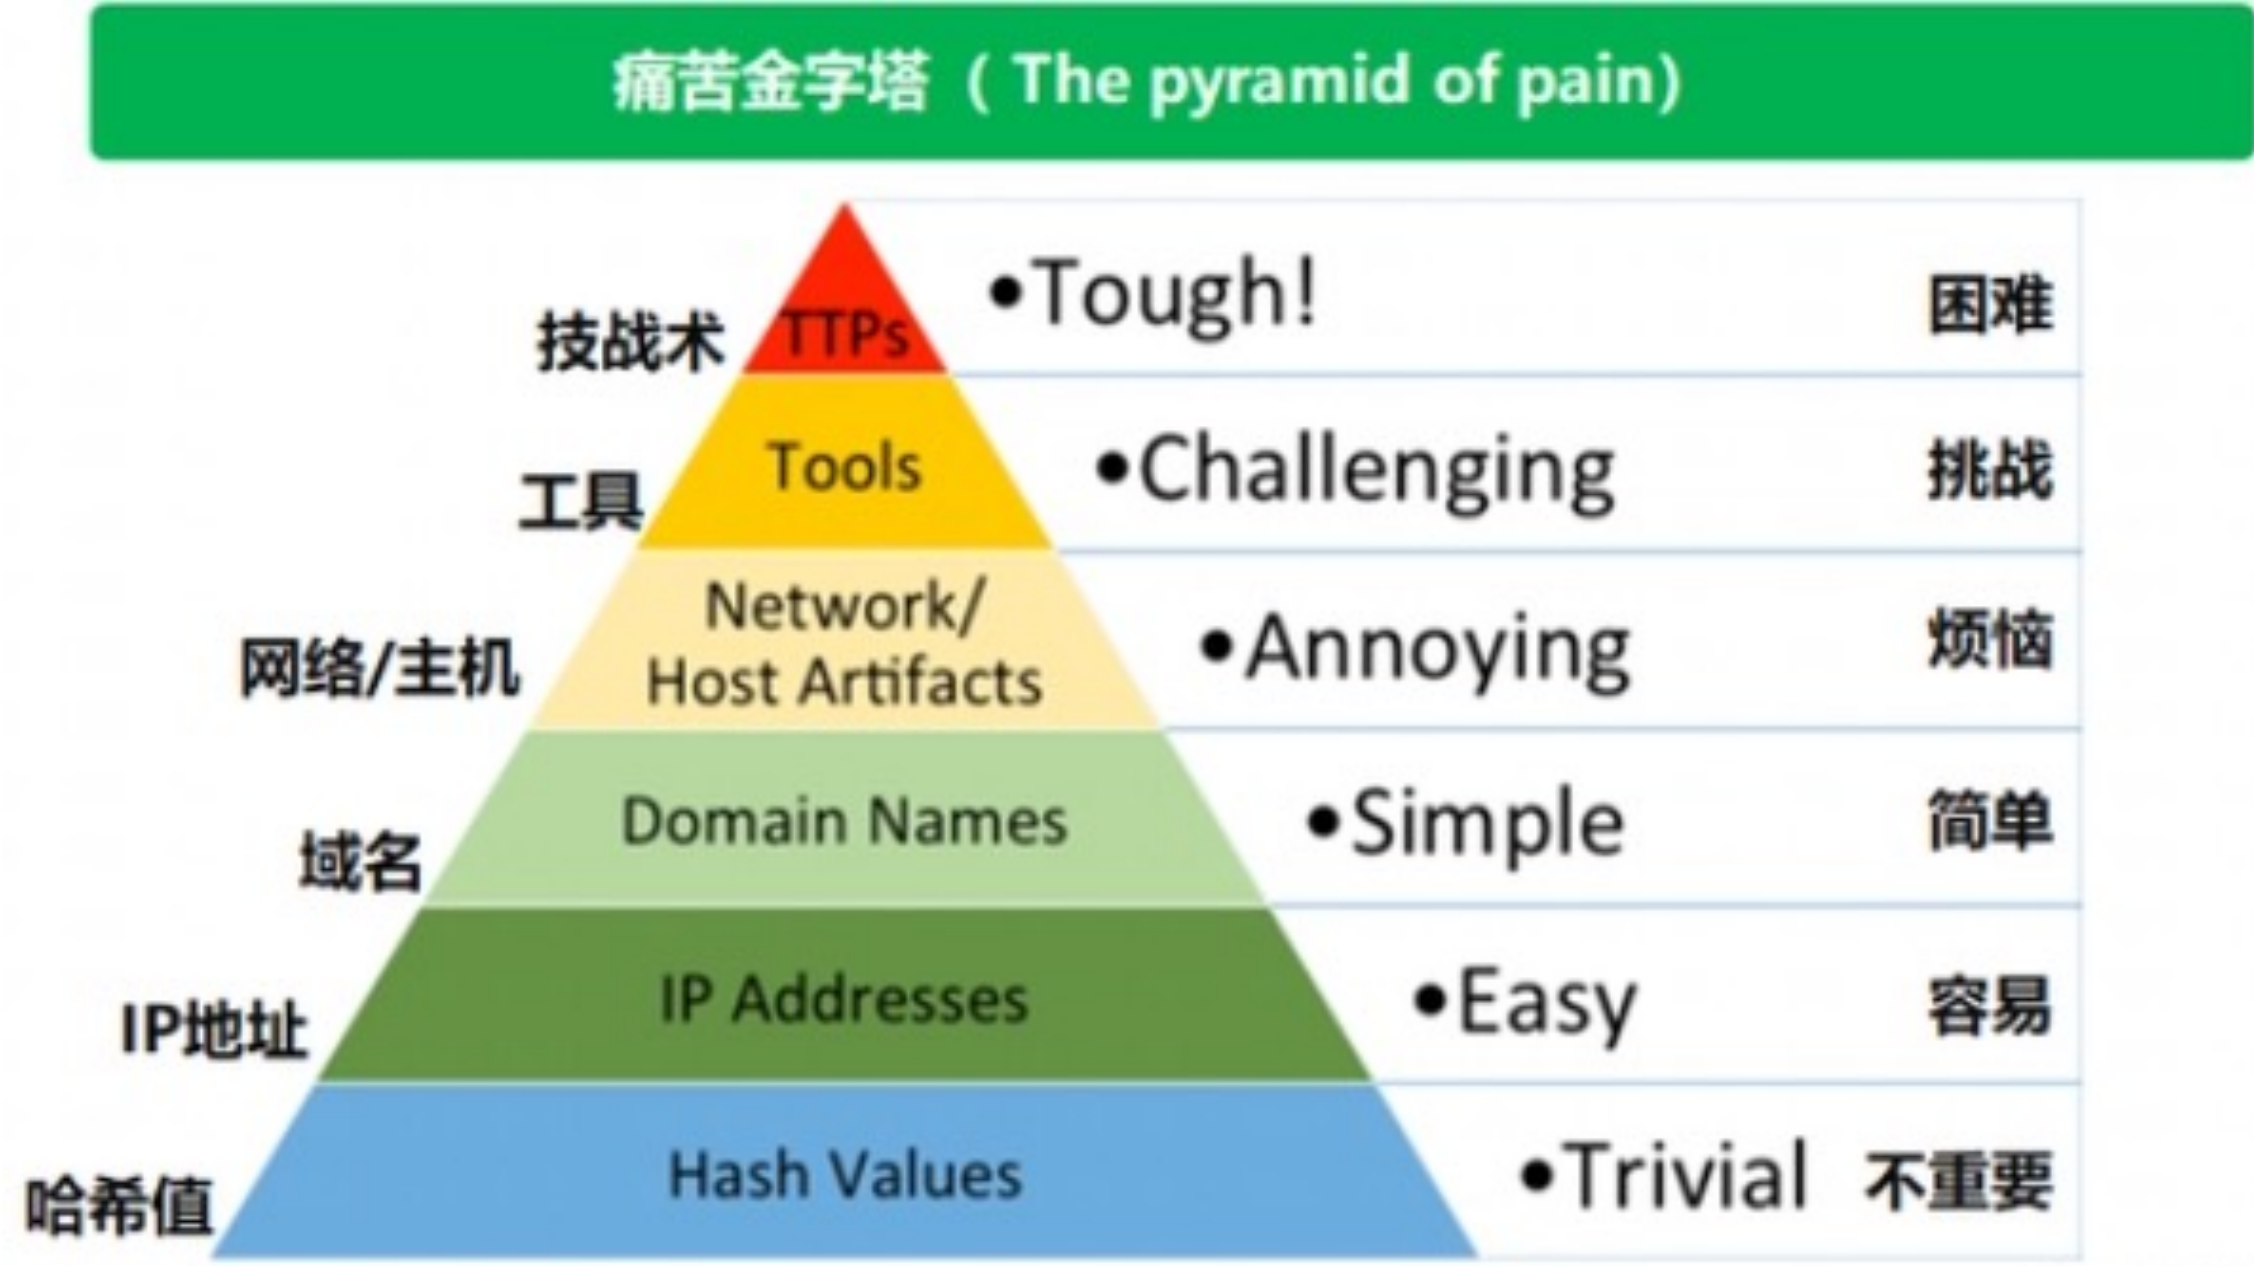 痛苦金字塔（ The pyramid of pain）
技战术 TTPs •Tough! 困难
工具 Tools •Challenging 挑战
网络/主机 Network/
Host Artifacts •Annoying 烦恼
域名 Domain Names •Simple 简单
IP地址 IP Addresses •Easy 容易
哈希值 Hash Values •Trivial 不重要